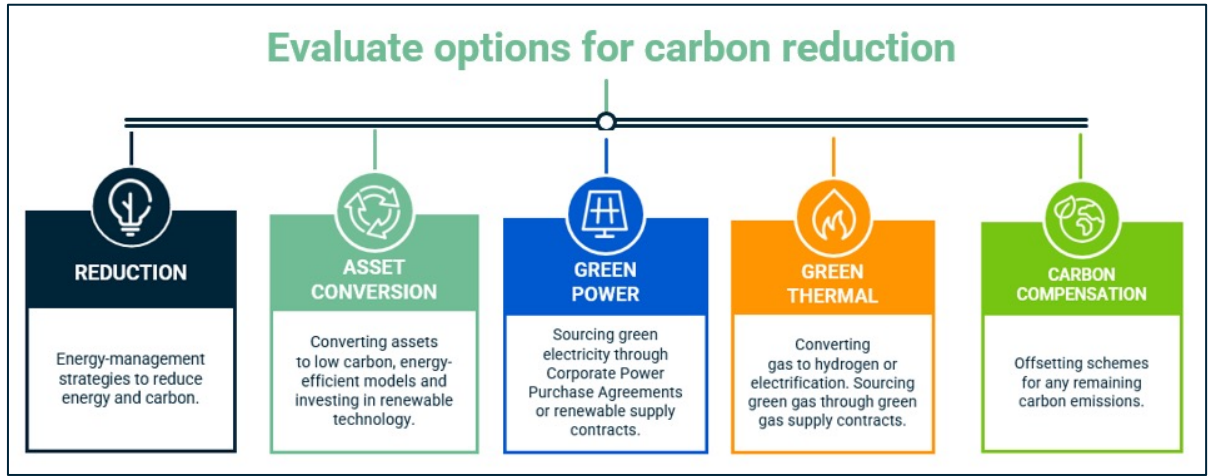 Evaluate options for carbon reduction
REDUCTION
Energy-management
strategies to reduce
energy and carbon.
ASSET
CONVERSION
Converting assets
to low carbon, energy-
efficient models and
investing in renewable
technology.
GREEN
POWER
Sourcing green
electricity through
Corporate Power
Purchase Agreements
or renewable supply
contracts.
GREEN
THERMAL
Converting
gas to hydrogen or
electrification. Sourcing
green gas through green
gas supply contracts.
CARBON
COMPENSATION
Offsetting schemes
for any remaining
carbon emissions.